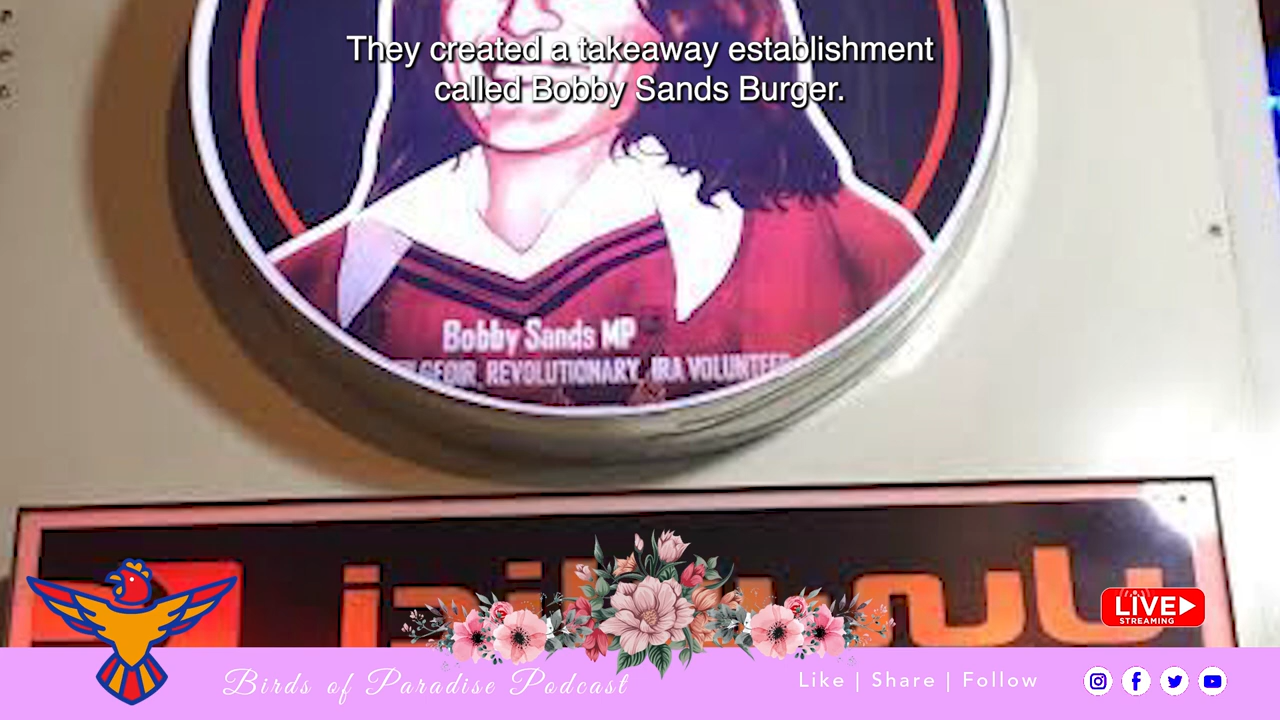 They created a takeaway establishment
called Bobby Sands Burger.
Bobby Sands MP
REVOLUTIONARY, IRA VOLUNTEER
LIVE
STREAMING
Birds of Paradise Podcast
Like | Share | Follow